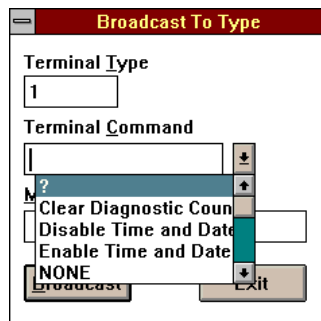 Broadcast To Type
Terminal Type
1
Terminal Command
?
Clear Diagnostic Coun
Disable Time and Date
Enable Time and Date
NONE
Broadcast Exit